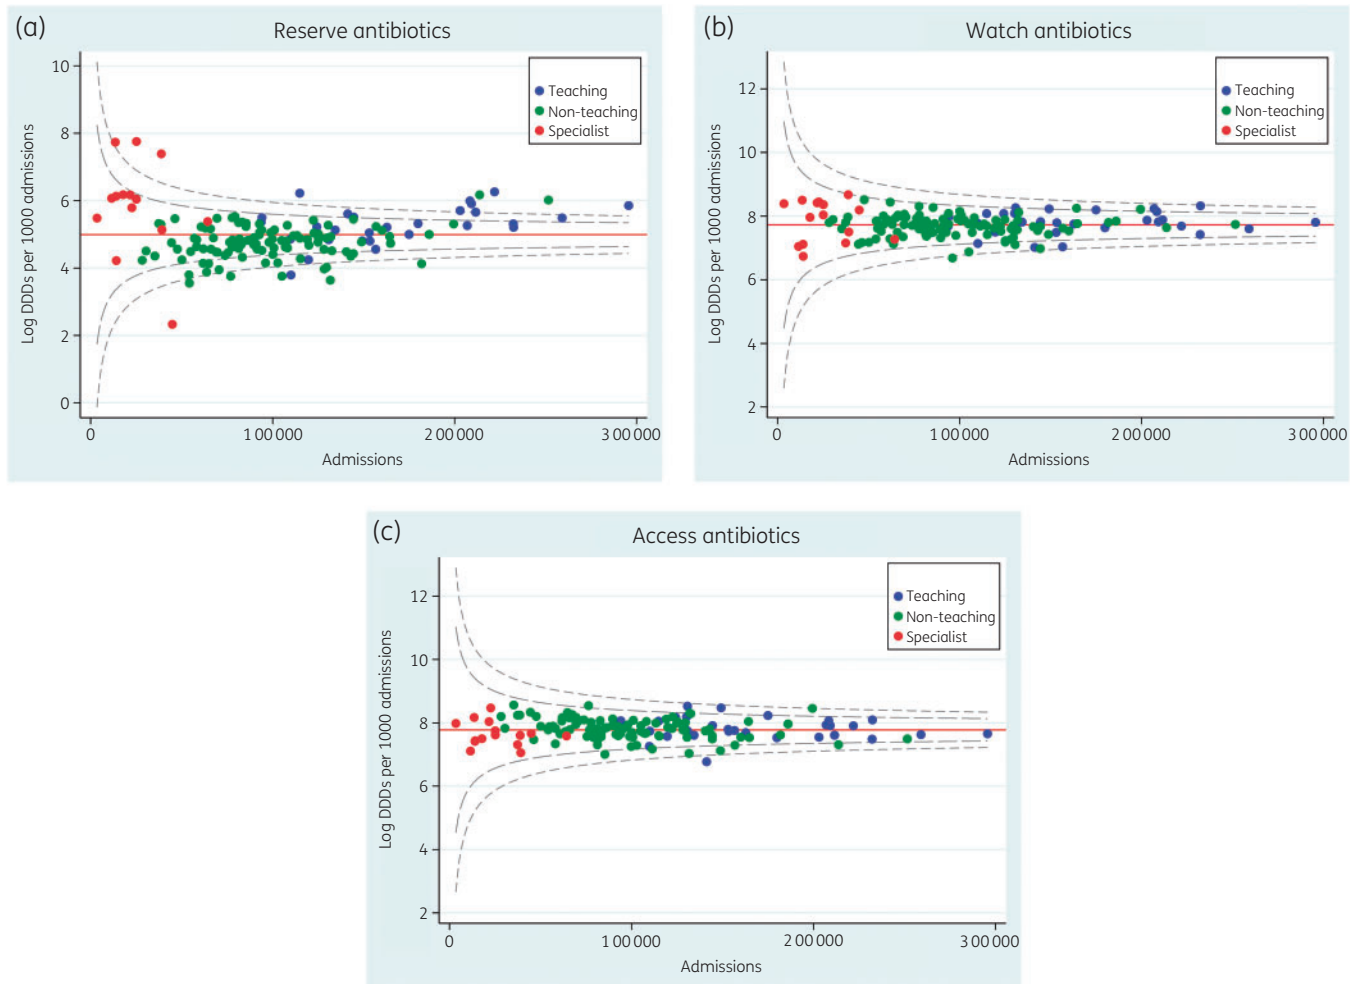 (a)
Reserve antibiotics
10
8
6
4
2
0
Log DDDs per 1000 admissions
Teaching
Non-teaching
Specialist
0
100 000
200 000
300 000
Admissions
(b)
Watch antibiotics
12
10
8
6
4
2
Log DDDs per 1000 admissions
Teaching
Non-teaching
Specialist
0
100 000
200 000
300 000
Admissions
(c)
Access antibiotics
12
10
8
6
4
2
Log DDDs per 1000 admissions
Teaching
Non-teaching
Specialist
0
100 000
200 000
300 000
Admissions